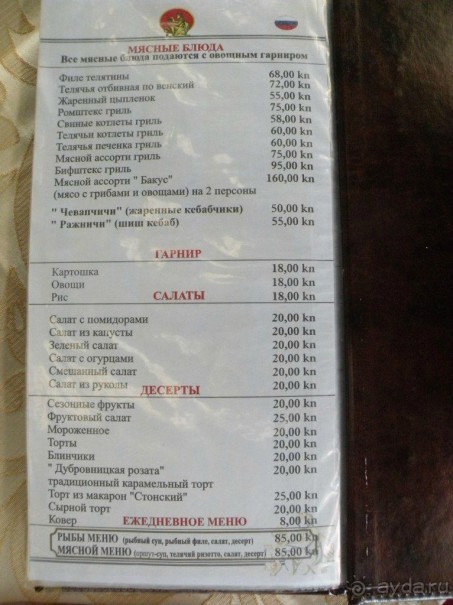 МЯСНЫЕ БЛЮДА
Все мясные блюда подаются с овощным гарниром
Филе телятины 68,00 kn
Телячья отбивная по венский 72,00 kn
Жаренный цыпленок 55,00 kn
Ромштекс гриль 75,00 kn
Свиные котлеты гриль 58,00 kn
Телячьи котлеты гриль 60,00 kn
Телячья печенка гриль 60,00 kn
Мясной ассорти гриль 75,00 kn
Бифштекс гриль 95,00 kn
Мясной ассорти " Бакус" 160,00 kn
(мясо с грибами и овощами) на 2 персоны
" Чевапчичи" (жаренные кебабчики) 50,00 kn
" Ражничи" (шиш кебаб) 55,00 kn
ГАРНИР
Картошка 18,00 kn
Овощи 18,00 kn
Рис 18,00 kn
САЛАТЫ
Салат с помидорами 20,00 kn
Салат из капусты 20,00 kn
Зеленый салат 20,00 kn
Салат с огурцами 20,00 kn
Смешанный салат 20,00 kn
Салат из руколы 20,00 kn
ДЕСЕРТЫ
Сезонные фрукты 20,00 kn
Фруктовый салат 25,00 kn
Мороженное 20,00 kn
Торты 20,00 kn
Блинчики 20,00 kn
" Дубровницкая розата" 20,00 kn
традиционный карамельный торт
Торт из макарон "Стонский" 25,00 kn
Сырной торт 20,00 kn
Ковер 8,00 kn
ЕЖЕДНЕВНОЕ МЕНЮ
РЫБЫ МЕНЮ (рыбный суп, рыбный филе, салат, десерт) 85,00 kn
МЯСНОЙ МЕНЮ (оршут-суп, телячий ризотто, салат, десерт) 85,00 kn
ayda.ru